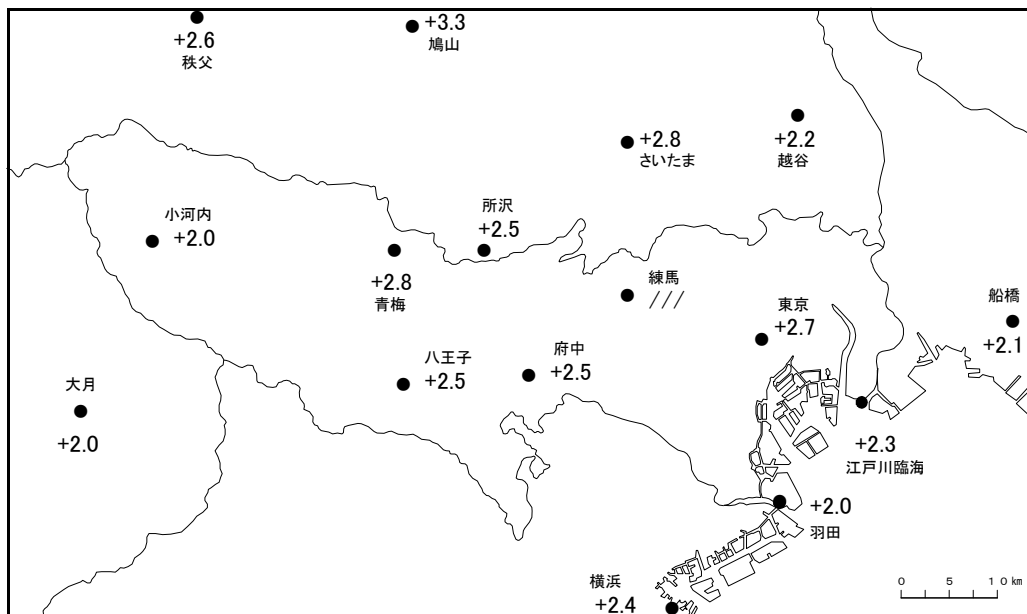 +2.6
秩父
+3.3
鳩山
+2.8
さいたま
+2.2
越谷
小河内
+2.0
所沢
+2.5
+2.8
青梅
練馬
///
東京
+2.7
船橋
+2.1
大月
+2.0
八王子
+2.5
府中
+2.5
+2.3
江戸川臨海
+2.0
羽田
横浜
+2.4
0 5 10km